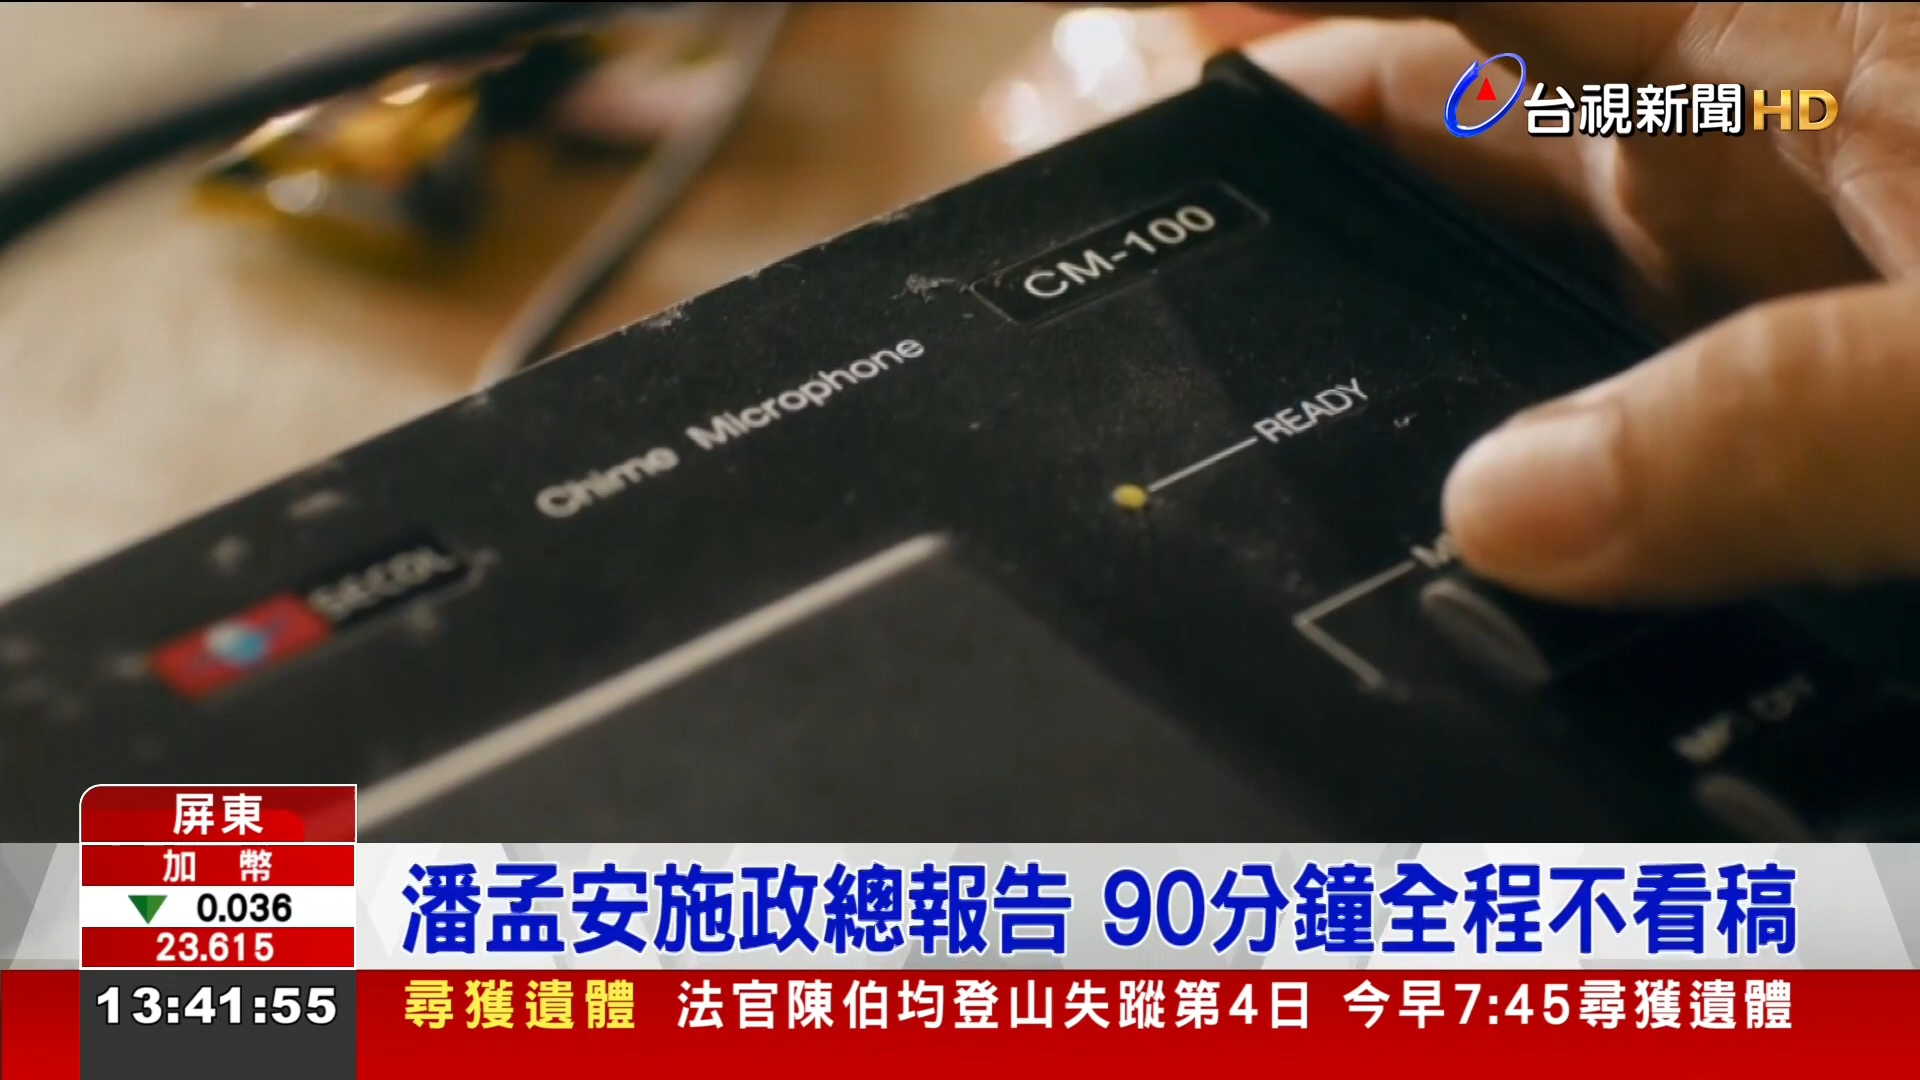 台視新聞HD
CM-100
Chime Microphone
READY
SECOL
屏東
加幣
0.036
23.615
13:41:55
潘孟安施政總報告 90分鐘全程不看稿
尋獲遺體 法官陳伯均登山失蹤第4日 今早7:45尋獲遺體